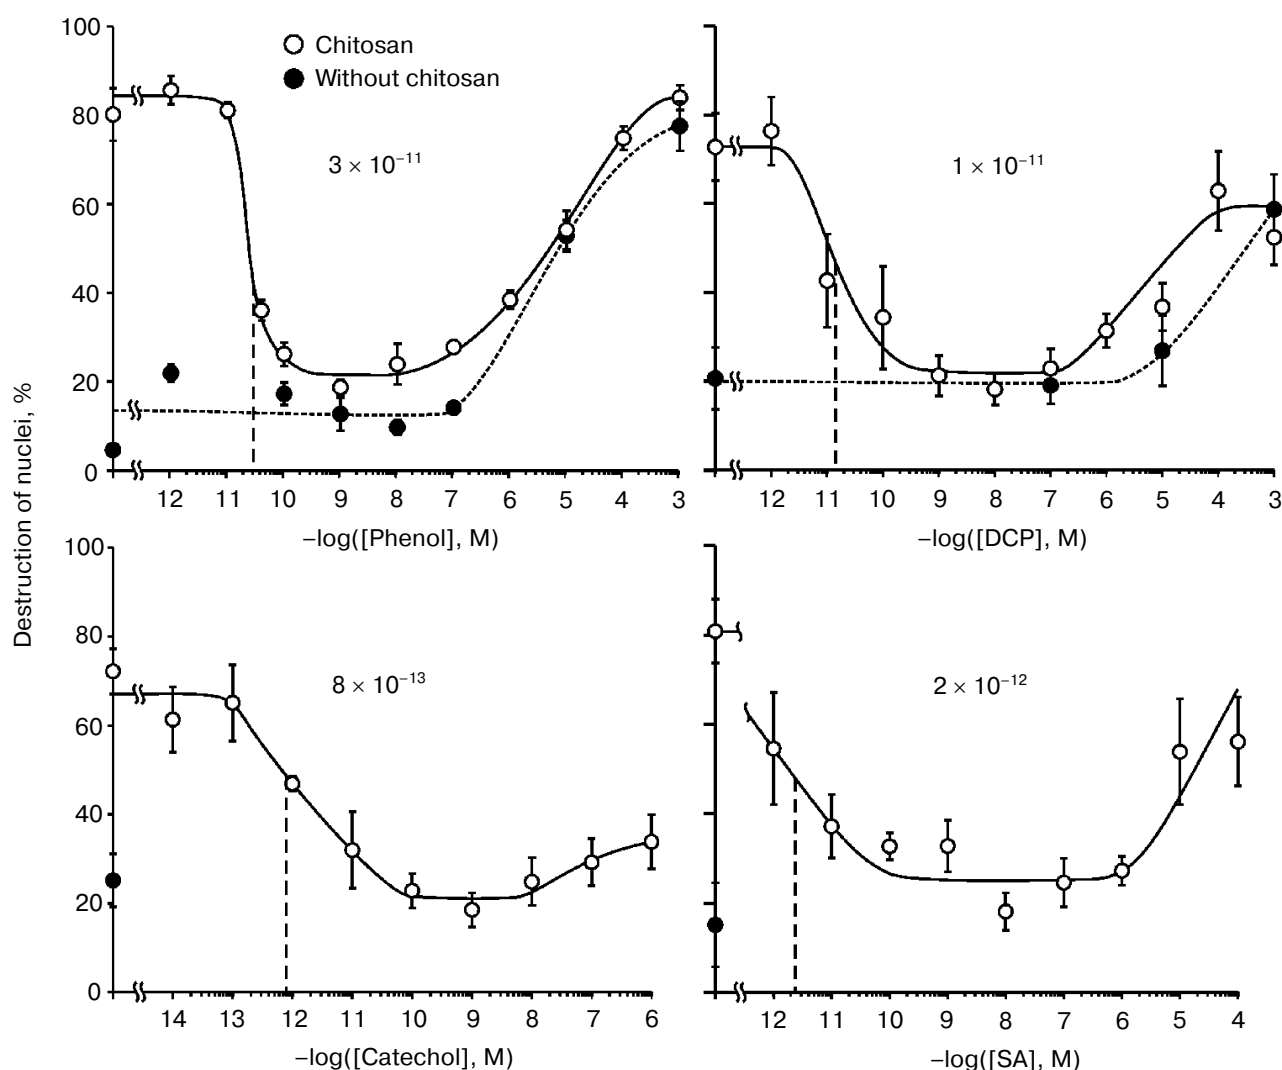 Destruction of nuclei, %
100
80
60
40
20
0
Chitosan
Without chitosan
3 × 10⁻¹¹
12 11 10 9 8 7 6 5 4 3
–log([Phenol], M)
1 × 10⁻¹¹
12 11 10 9 8 7 6 5 4 3
–log([DCP], M)
100
80
60
40
20
0
8 × 10⁻¹³
14 13 12 11 10 9 8 7 6
–log([Catechol], M)
2 × 10⁻¹²
12 11 10 9 8 7 6 5 4
–log([SA], M)